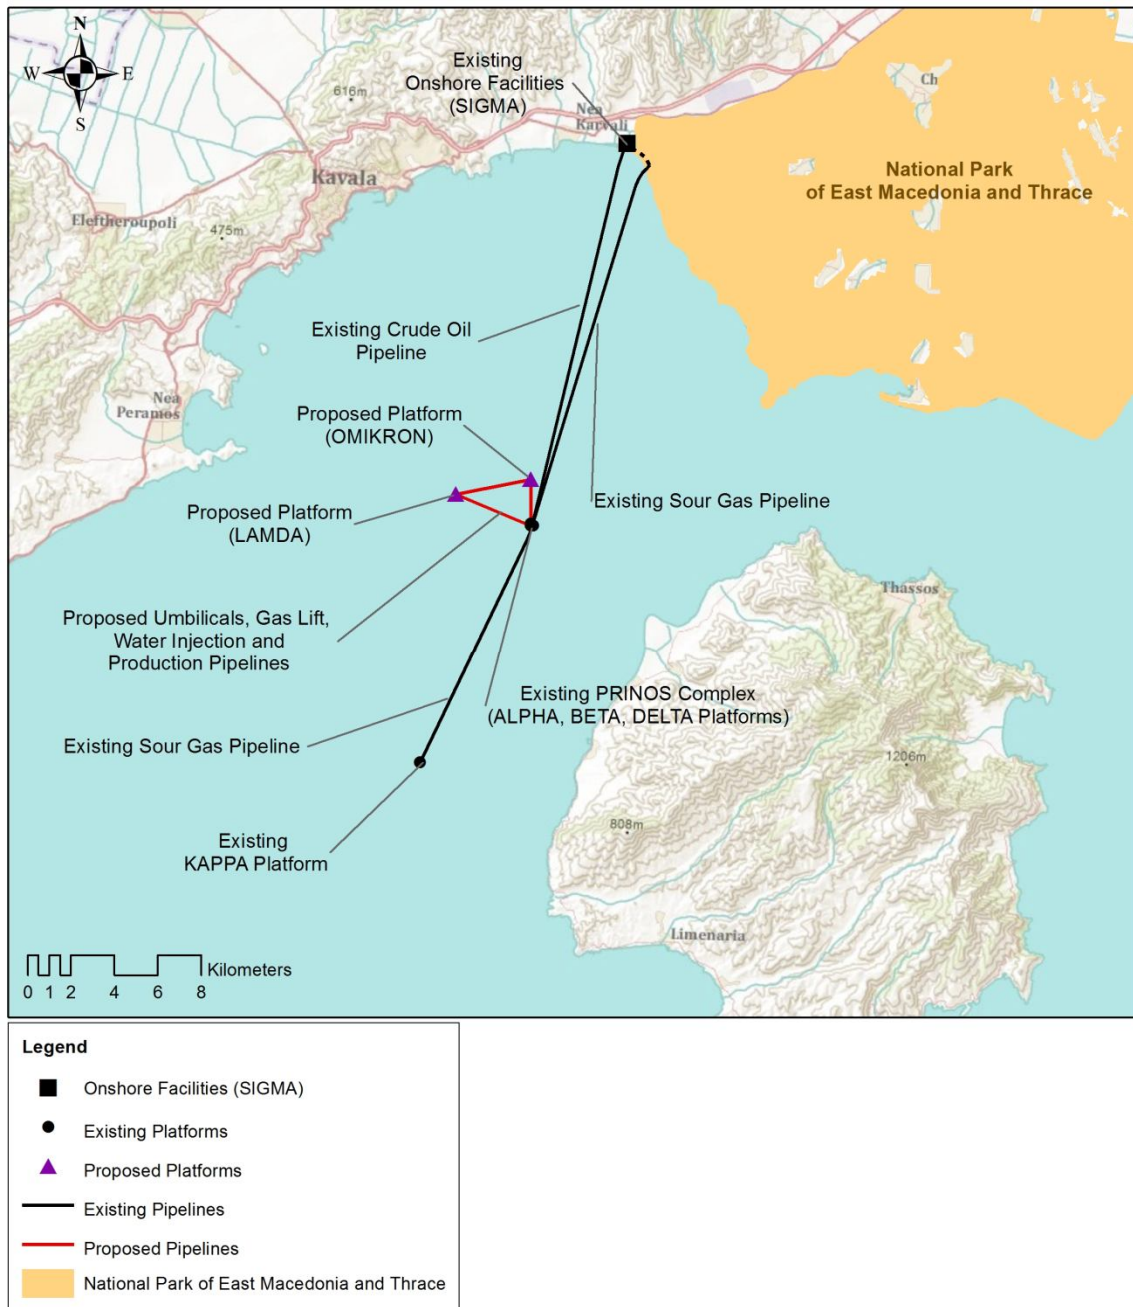 N
W E
S
Existing
Onshore Facilities
(SIGMA)
616m
Nea
Karvali
Ch
Kavala
National Park
of East Macedonia and Thrace
Eleftheroupoli
475m
Existing Crude Oil
Pipeline
Nea
Peramos
Proposed Platform
(OMIKRON)
Existing Sour Gas Pipeline
Proposed Platform
(LAMDA)
Thassos
Proposed Umbilicals, Gas Lift,
Water Injection and
Production Pipelines
Existing PRINOS Complex
(ALPHA, BETA, DELTA Platforms)
Existing Sour Gas Pipeline
1206m
808m
Existing
KAPPA Platform
Limenaria
Kilometers
0 1 2 4 6 8
Legend
Onshore Facilities (SIGMA)
Existing Platforms
Proposed Platforms
Existing Pipelines
Proposed Pipelines
National Park of East Macedonia and Thrace